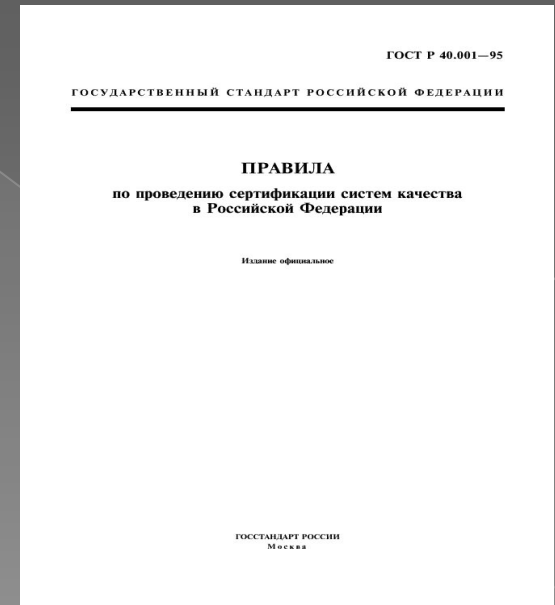 ГОСТ Р 40.001—95
ГОСУДАРСТВЕННЫЙ СТАНДАРТ РОССИЙСКОЙ ФЕДЕРАЦИИ
ПРАВИЛА
по проведению сертификации систем качества
в Российской Федерации
Издание официальное
ГОССТАНДАРТ РОССИИ
Москва